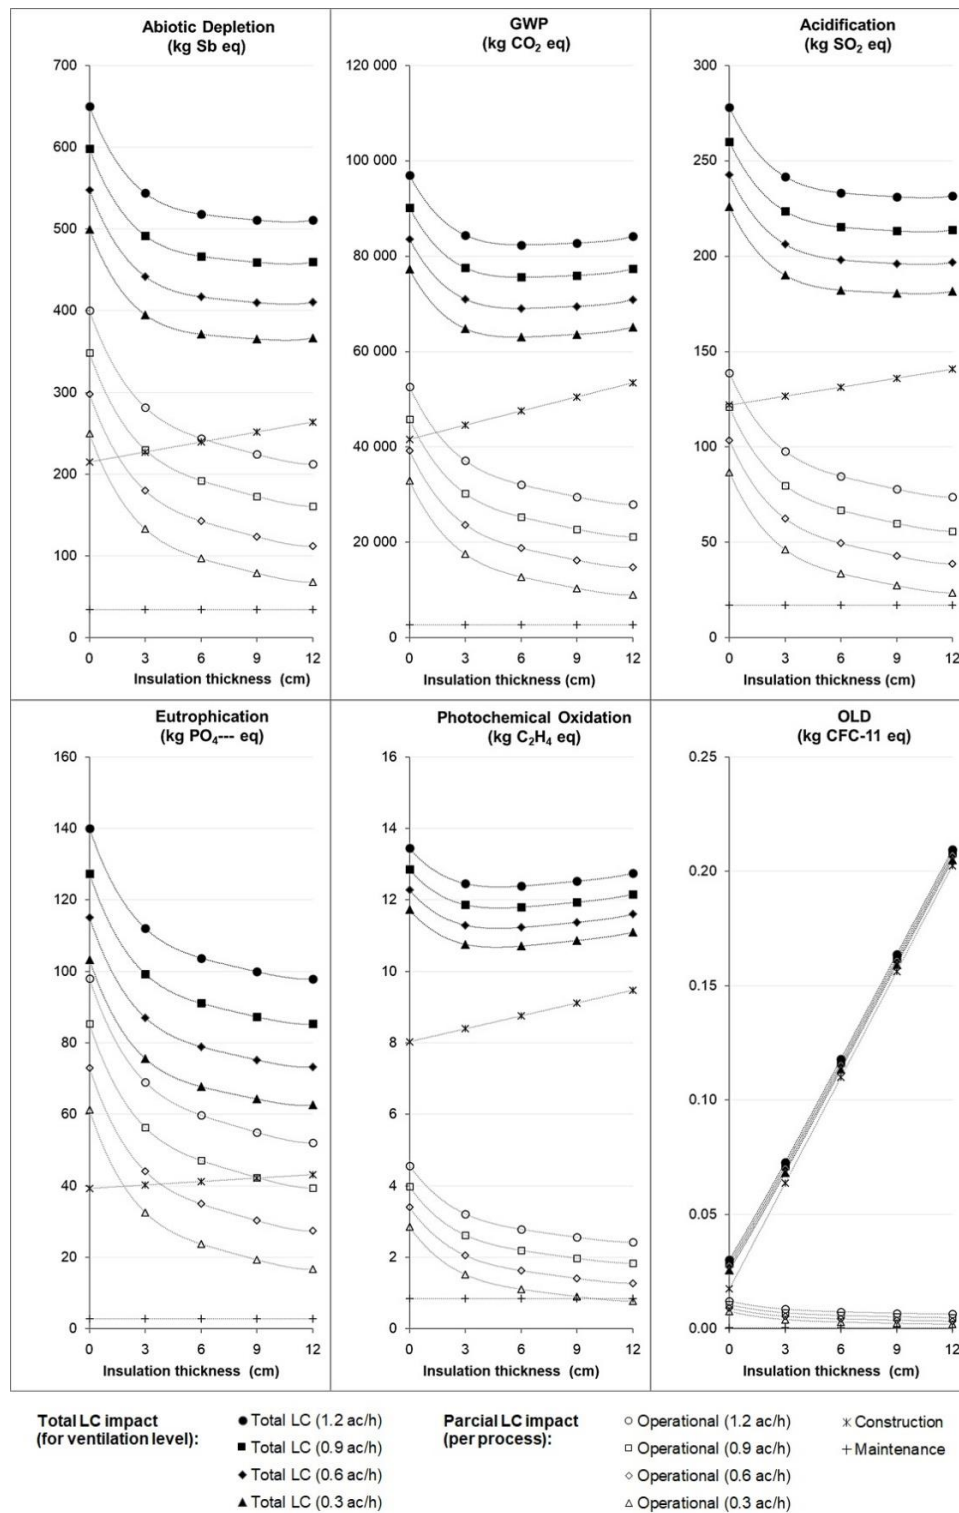 Abiotic Depletion
(kg Sb eq)
700
600
500
400
300
200
100
0
0 3 6 9 12
Insulation thickness (cm)
GWP
(kg CO₂ eq)
120 000
100 000
80 000
60 000
40 000
20 000
0
0 3 6 9 12
Insulation thickness (cm)
Acidification
(kg SO₂ eq)
300
250
200
150
100
50
0
0 3 6 9 12
Insulation thickness (cm)
Eutrophication
(kg PO₄--- eq)
160
140
120
100
80
60
40
20
0
0 3 6 9 12
Insulation thickness (cm)
Photochemical Oxidation
(kg C₂H₄ eq)
16
14
12
10
8
6
4
2
0
0 3 6 9 12
Insulation thickness (cm)
OLD
(kg CFC-11 eq)
0.25
0.20
0.15
0.10
0.05
0.00
0 3 6 9 12
Insulation thickness (cm)
Total LC impact
(for ventilation level):
Total LC (1.2 ac/h)
Total LC (0.9 ac/h)
Total LC (0.6 ac/h)
Total LC (0.3 ac/h)
Parcial LC impact
(per process):
Operational (1.2 ac/h)
Operational (0.9 ac/h)
Operational (0.6 ac/h)
Operational (0.3 ac/h)
Construction
Maintenance